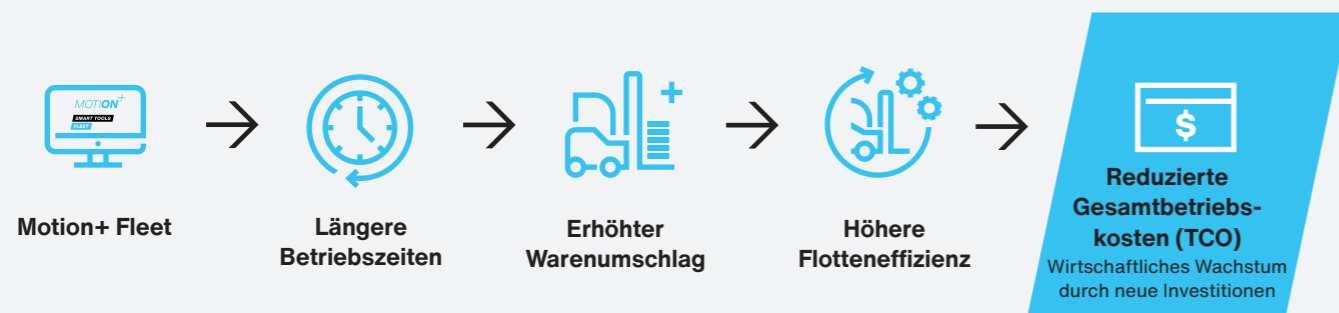 MOTION+
SMART TOOLS
FLEET
Motion+ Fleet
Längere
Betriebszeiten
Erhöhter
Warenumschlag
+
Höhere
Flotteneffizienz
$
Reduzierte
Gesamtbetriebs-
kosten (TCO)
Wirtschaftliches Wachstum
durch neue Investitionen